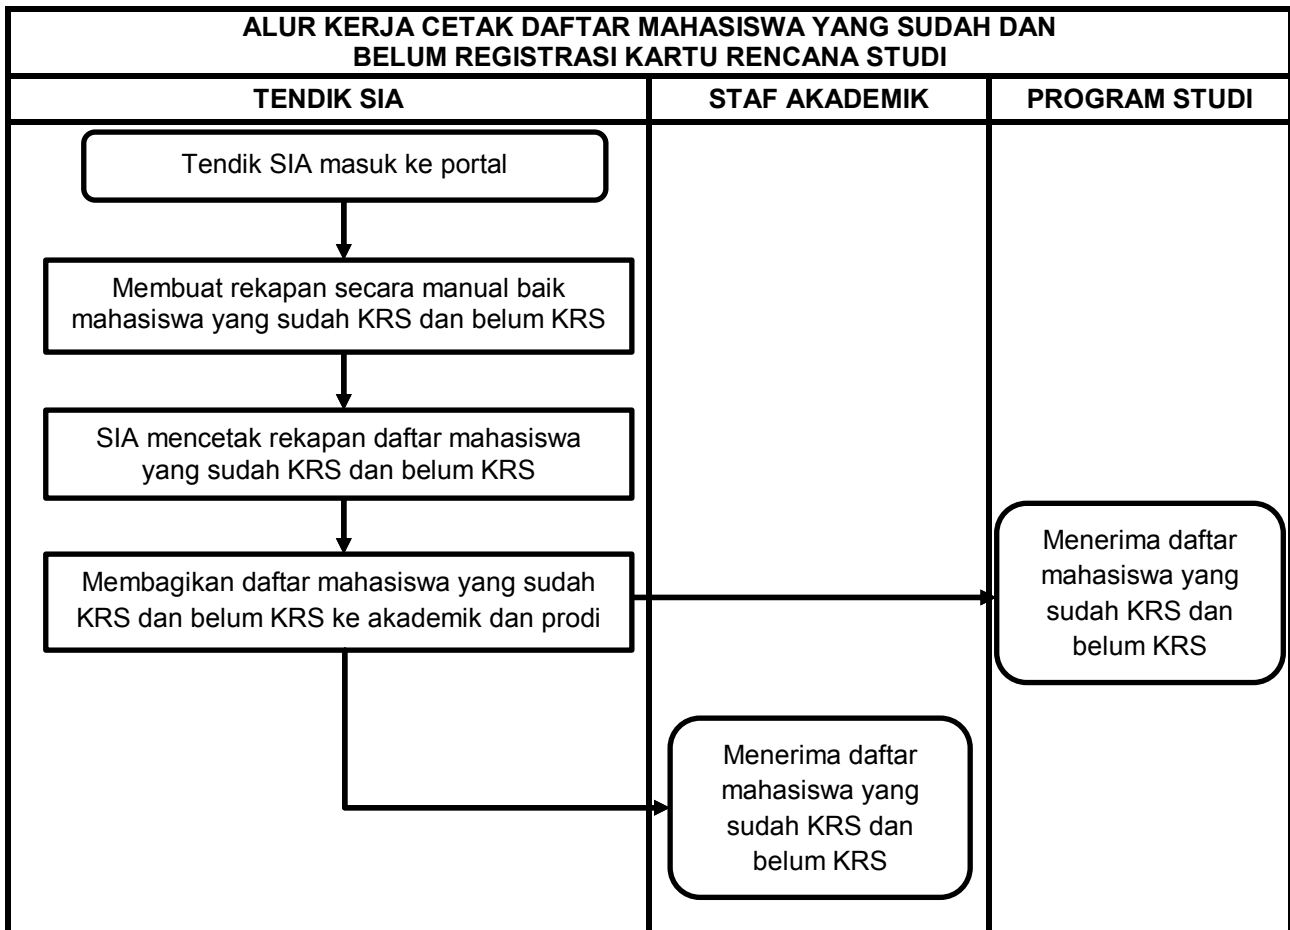 ALUR KERJA CETAK DAFTAR MAHASISWA YANG SUDAH DAN
BELUM REGISTRASI KARTU RENCANA STUDI
TENDIK SIA
STAF AKADEMIK
PROGRAM STUDI
Tendik SIA masuk ke portal
Membuat rekapan secara manual baik
mahasiswa yang sudah KRS dan belum KRS
SIA mencetak rekapan daftar mahasiswa
yang sudah KRS dan belum KRS
Membagikan daftar mahasiswa yang sudah
KRS dan belum KRS ke akademik dan prodi
Menerima daftar
mahasiswa yang
sudah KRS dan
belum KRS
Menerima daftar
mahasiswa yang
sudah KRS dan
belum KRS